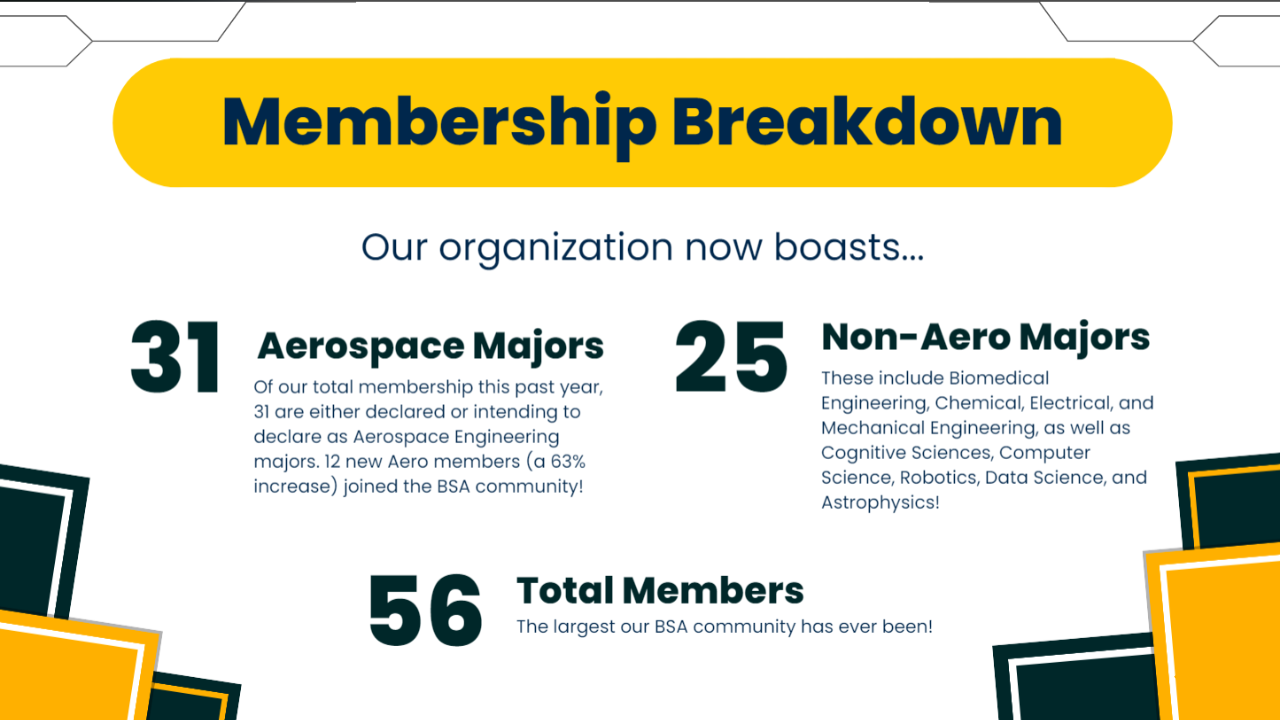 Membership Breakdown
Our organization now boasts...
31
Aerospace Majors
Of our total membership this past year,
31 are either declared or intending to
declare as Aerospace Engineering
majors. 12 new Aero members (a 63%
increase) joined the BSA community!
25
Non-Aero Majors
These include Biomedical
Engineering, Chemical, Electrical, and
Mechanical Engineering, as well as
Cognitive Sciences, Computer
Science, Robotics, Data Science, and
Astrophysics!
56
Total Members
The largest our BSA community has ever been!